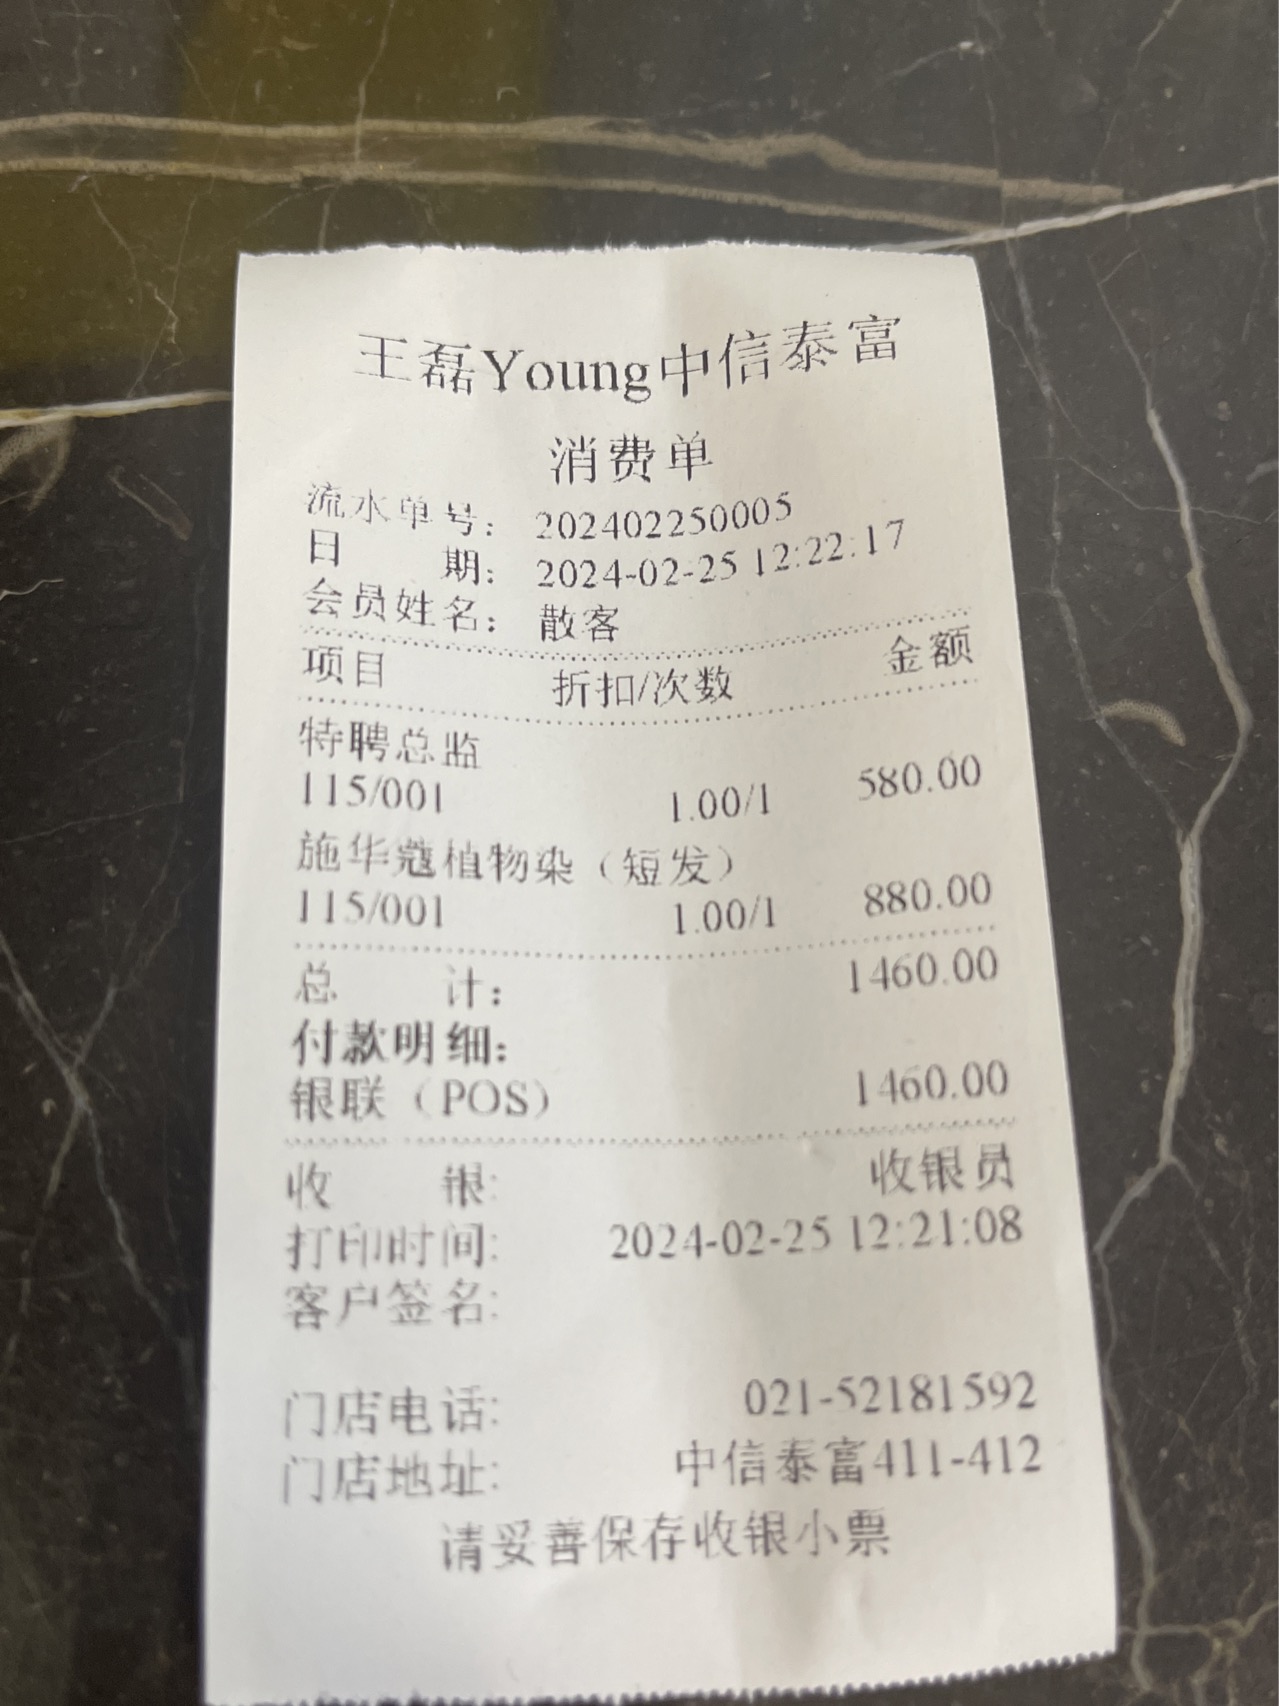 王磊Young中信泰富
消费单
流水单号： 202402250005
日 期： 2024-02-25 12:22:17
会员姓名： 散客
项目 折扣/次数 金额
特聘总监
115/001 1.00/1 580.00
施华蔻植物染（短发）
115/001 1.00/1 880.00
总 计： 1460.00
付款明细：
银联（POS） 1460.00
收 银: 收银员
打印时间: 2024-02-25 12:21:08
客户签名:
门店电话: 021-52181592
门店地址: 中信泰富411-412
请妥善保存收银小票